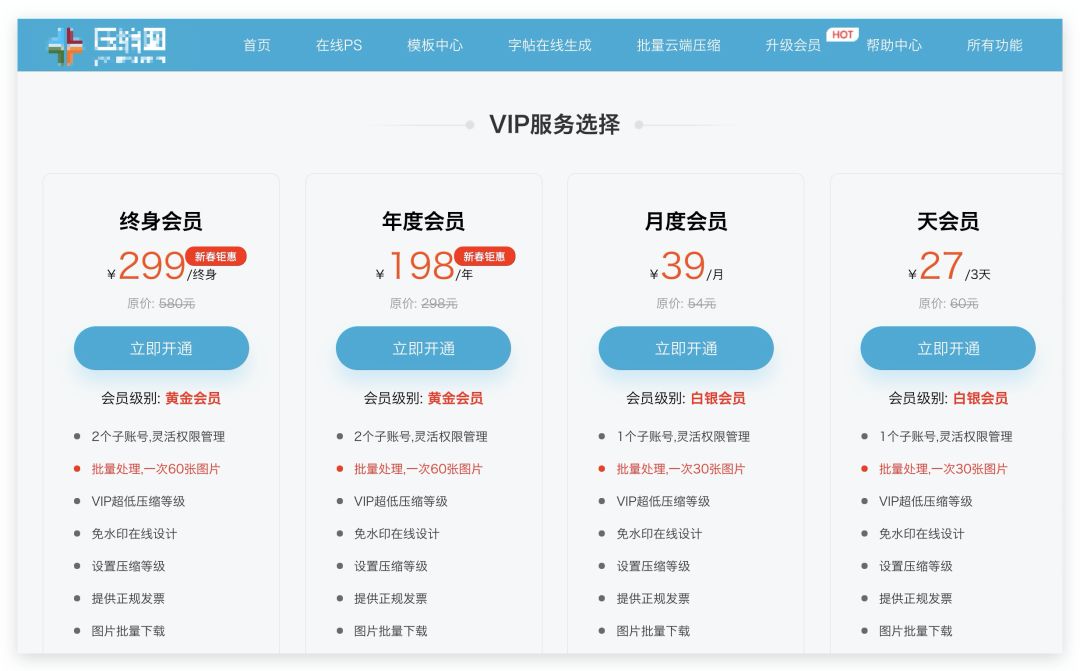 首页 在线PS 模板中心 字帖在线生成 批量云端压缩 升级会员 HOT 帮助中心 所有功能
VIP服务选择
终身会员
¥299/终身 新春钜惠
原价: 580元
立即开通
会员级别: 黄金会员
2个子账号,灵活权限管理
批量处理,一次60张图片
VIP超低压缩等级
免水印在线设计
设置压缩等级
提供正规发票
图片批量下载
年度会员
¥198/年 新春钜惠
原价: 298元
立即开通
会员级别: 黄金会员
2个子账号,灵活权限管理
批量处理,一次60张图片
VIP超低压缩等级
免水印在线设计
设置压缩等级
提供正规发票
图片批量下载
月度会员
¥39/月
原价: 54元
立即开通
会员级别: 白银会员
1个子账号,灵活权限管理
批量处理,一次30张图片
VIP超低压缩等级
免水印在线设计
设置压缩等级
提供正规发票
图片批量下载
天会员
¥27/3天
原价: 60元
立即开通
会员级别: 白银会员
1个子账号,灵活权限管理
批量处理,一次30张图片
VIP超低压缩等级
免水印在线设计
设置压缩等级
提供正规发票
图片批量下载